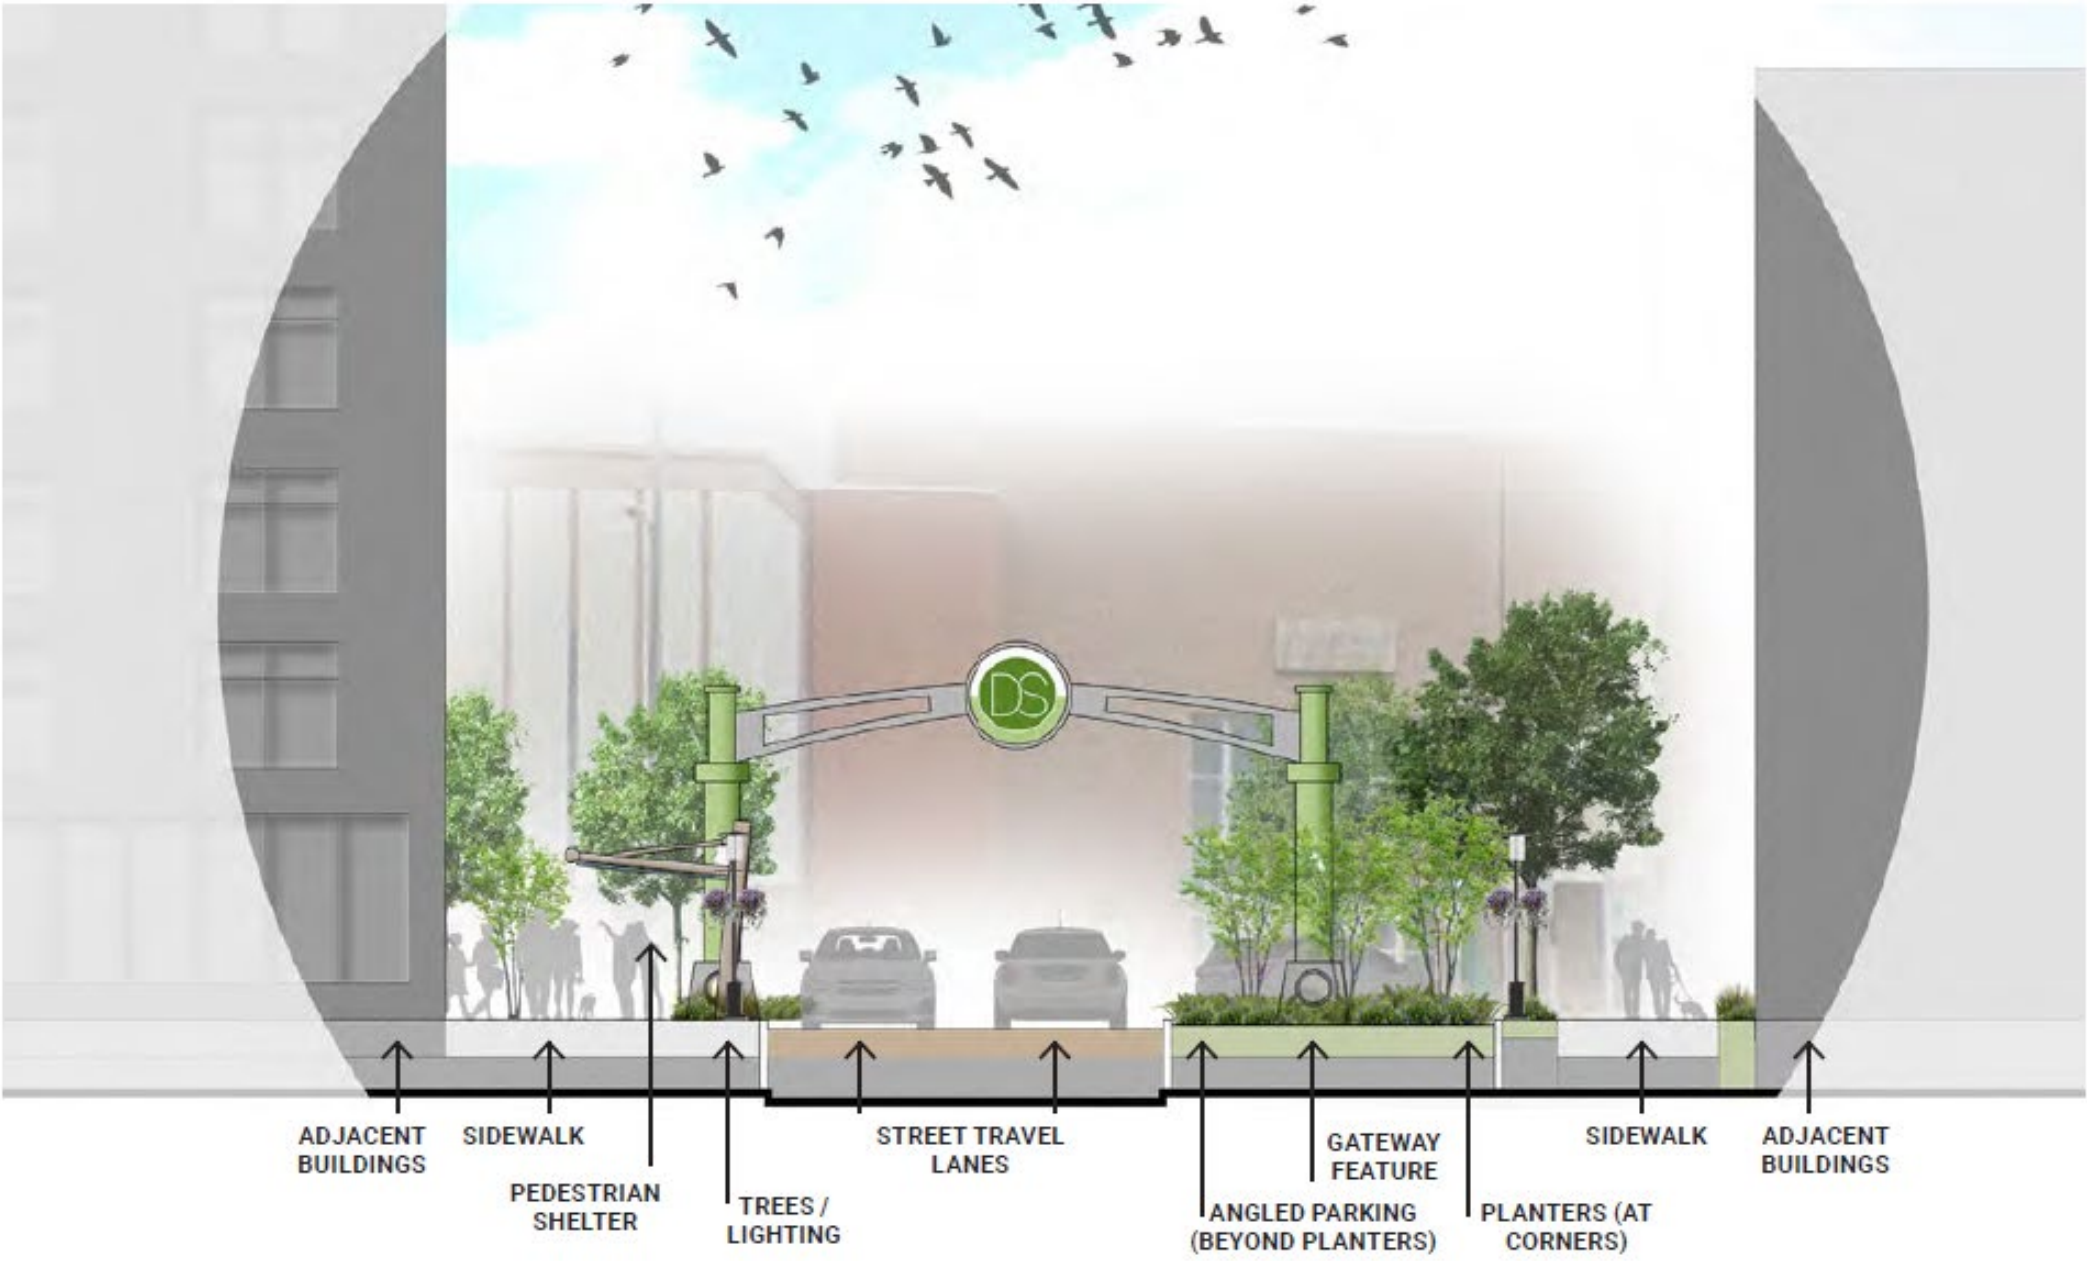 DS
ADJACENT
BUILDINGS
SIDEWALK
PEDESTRIAN
SHELTER
TREES /
LIGHTING
STREET TRAVEL
LANES
GATEWAY
FEATURE
ANGLED PARKING
(BEYOND PLANTERS)
PLANTERS (AT
CORNERS)
SIDEWALK
ADJACENT
BUILDINGS